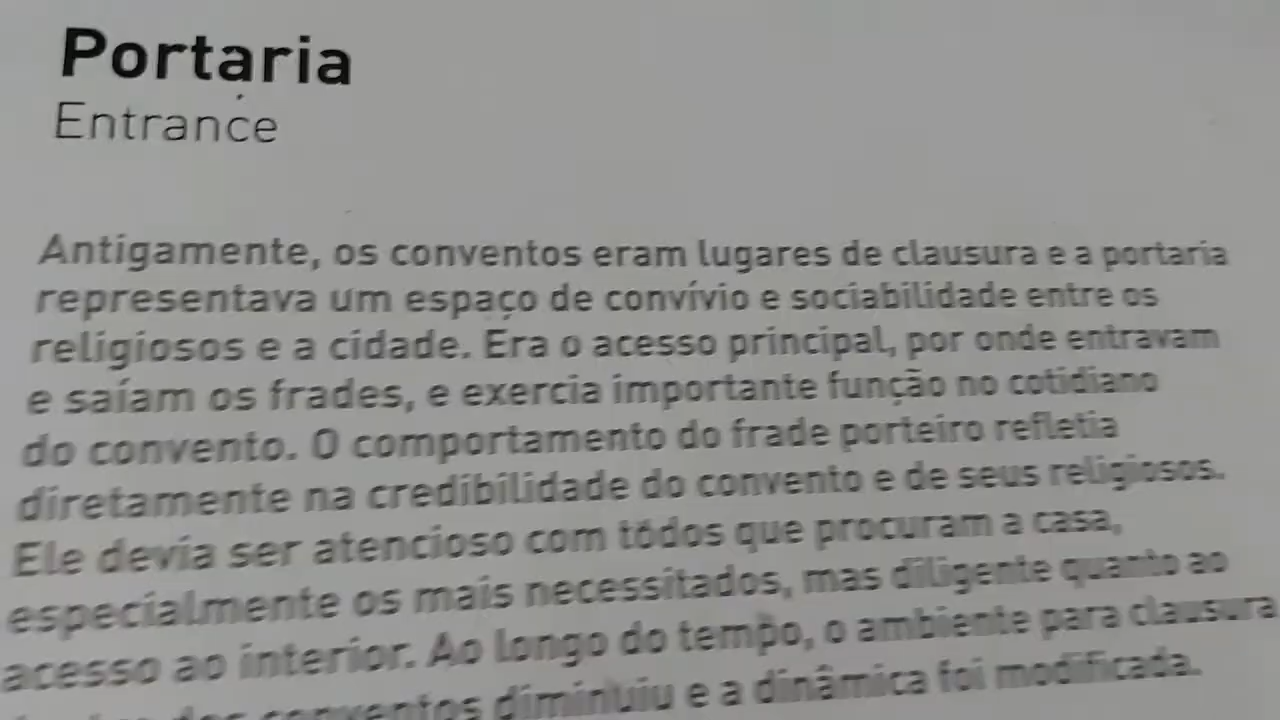 Portaria
Entrance
Antigamente, os conventos eram lugares de clausura e a portaria
representava um espaço de convívio e sociabilidade entre os
religiosos e a cidade. Era o acesso principal, por onde entravam
e saíam os frades, e exercia importante função no cotidiano
do convento. O comportamento do frade porteiro refletia
diretamente na credibilidade do convento e de seus religiosos.
Ele devia ser atencioso com todos que procuram a casa,
especialmente os mais necessitados, mas diligente quanto ao
acesso ao interior. Ao longo do tempo, o ambiente para clausura
dos conventos diminuiu e a dinâmica foi modificada.